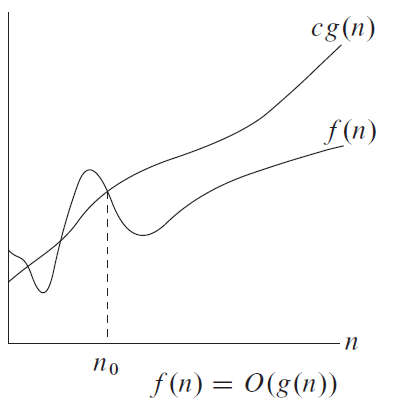 cg(n)
f(n)
n
n₀
f(n) = O(g(n))